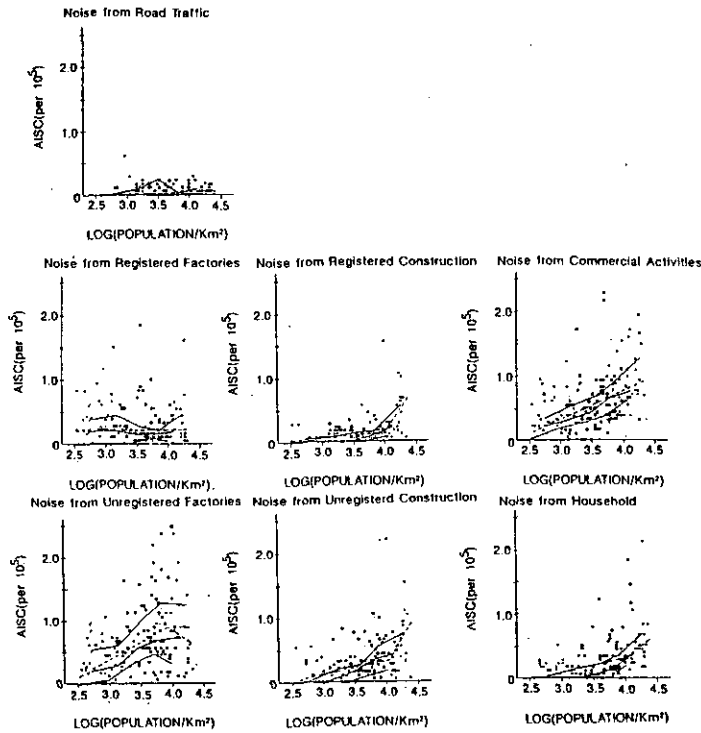 Noise from Road Traffic
2.0
1.0
0
AISC(per 10⁵)
2.5 3.0 3.5 4.0 4.5
LOG(POPULATION/Km²)
Noise from Registered Factories
2.0
1.0
0
AISC(per 10⁵)
2.5 3.0 3.5 4.0 4.5
LOG(POPULATION/Km²).
Noise from Registered Construction
2.0
1.0
0
AISC(per 10⁵)
2.5 3.0 3.5 4.0 4.5
LOG(POPULATION/Km²)
Noise from Commercial Activities
2.0
1.0
0
AISC(per 10⁵)
2.5 3.0 3.5 4.0 4.5
LOG(POPULATION/Km²)
Noise from Unregistered Factories
2.0
1.0
0
AISC(per 10⁵)
2.5 3.0 3.5 4.0 4.5
LOG(POPULATION/Km²)
Noise from Unregisterd Construction
2.0
1.0
0
AISC(per 10⁵)
2.5 3.0 3.5 4.0 4.5
LOG(POPULATION/Km²)
Noise from Household
2.0
1.0
0
AISC(per 10⁵)
2.5 3.0 3.5 4.0 4.5
LOG(POPULATION/Km²)